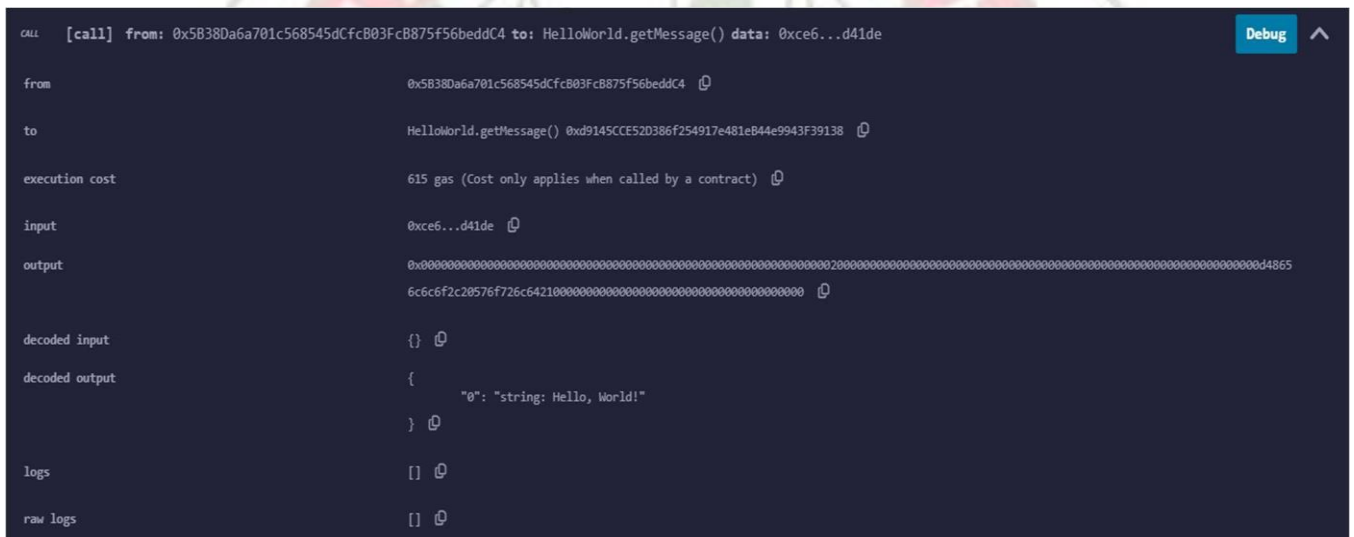 CALL [call] from: 0x5B38Da6a701c568545dCfcB03FcB875f56beddC4 to: HelloWorld.getMessage() data: 0xce6...d41de Debug
from 0x5B38Da6a701c568545dCfcB03FcB875f56beddC4
to HelloWorld.getMessage() 0xd9145CCE52D386f254917e481eB44e9943F39138
execution cost 615 gas (Cost only applies when called by a contract)
input 0xce6...d41de
output 0x0000000000000000000000000000000000000000000000000000000000000020000000000000000000000000000000000000000000000000000000000000000d4865
6c6c6f2c20576f726c642100000000000000000000000000000000000000
decoded input {}
decoded output {
"0": "string: Hello, World!"
}
logs []
raw logs []